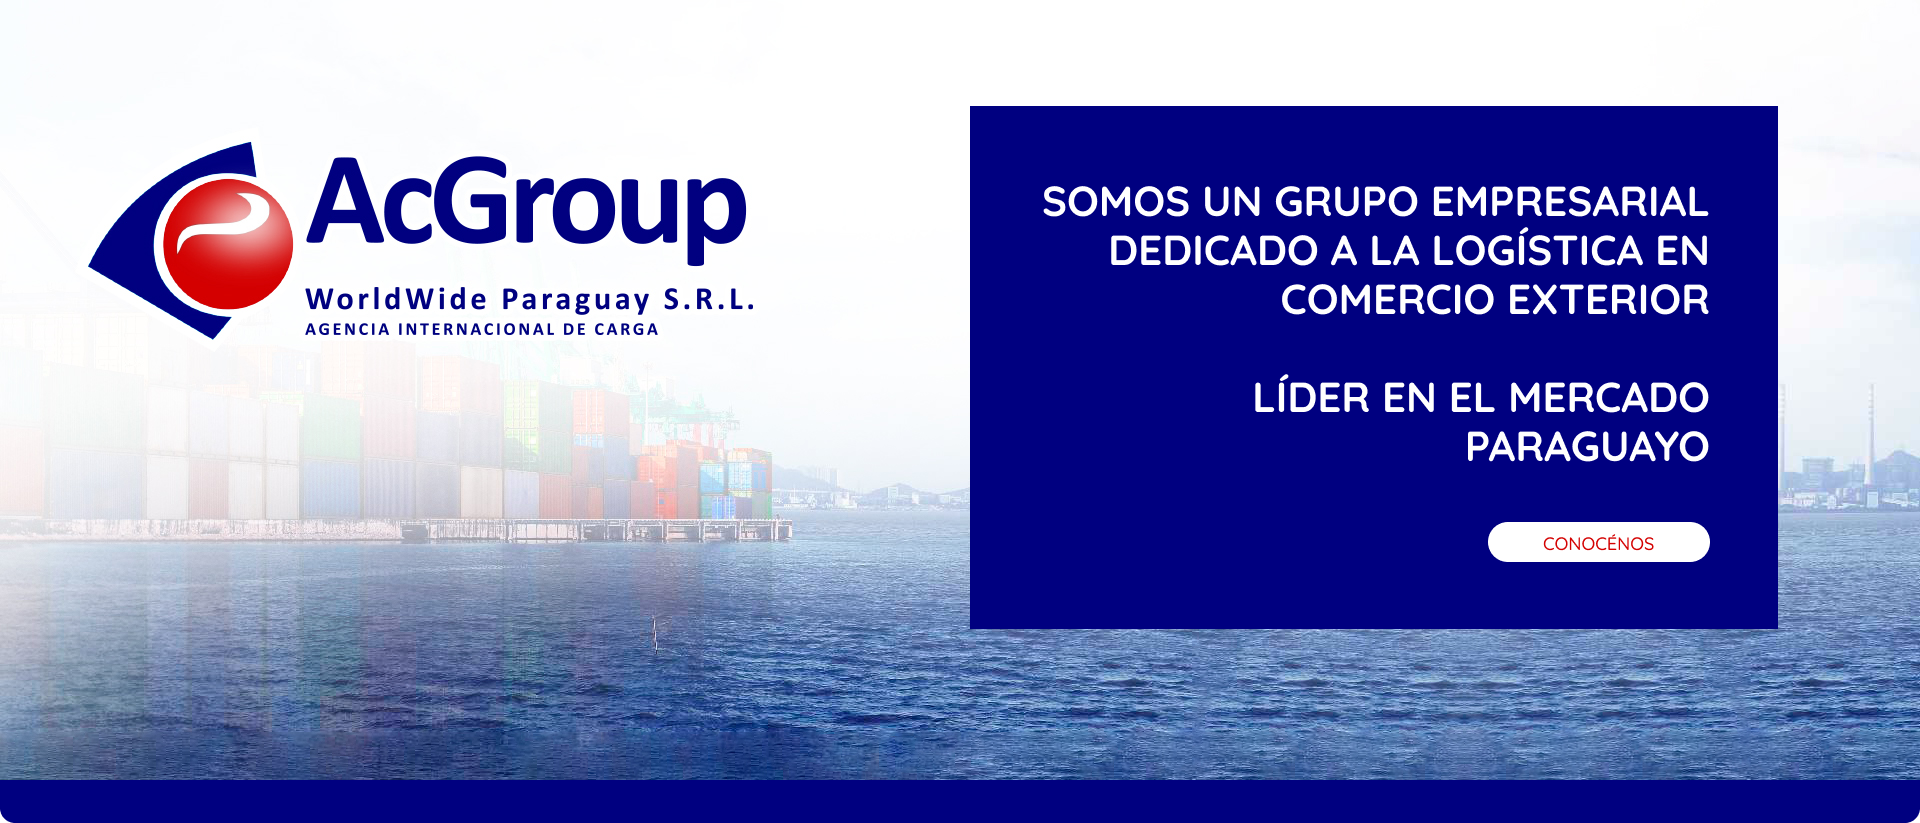 AcGroup
WorldWide Paraguay S.R.L.
AGENCIA INTERNACIONAL DE CARGA
SOMOS UN GRUPO EMPRESARIAL
DEDICADO A LA LOGÍSTICA EN
COMERCIO EXTERIOR
LÍDER EN EL MERCADO
PARAGUAYO
CONOCÉNOS